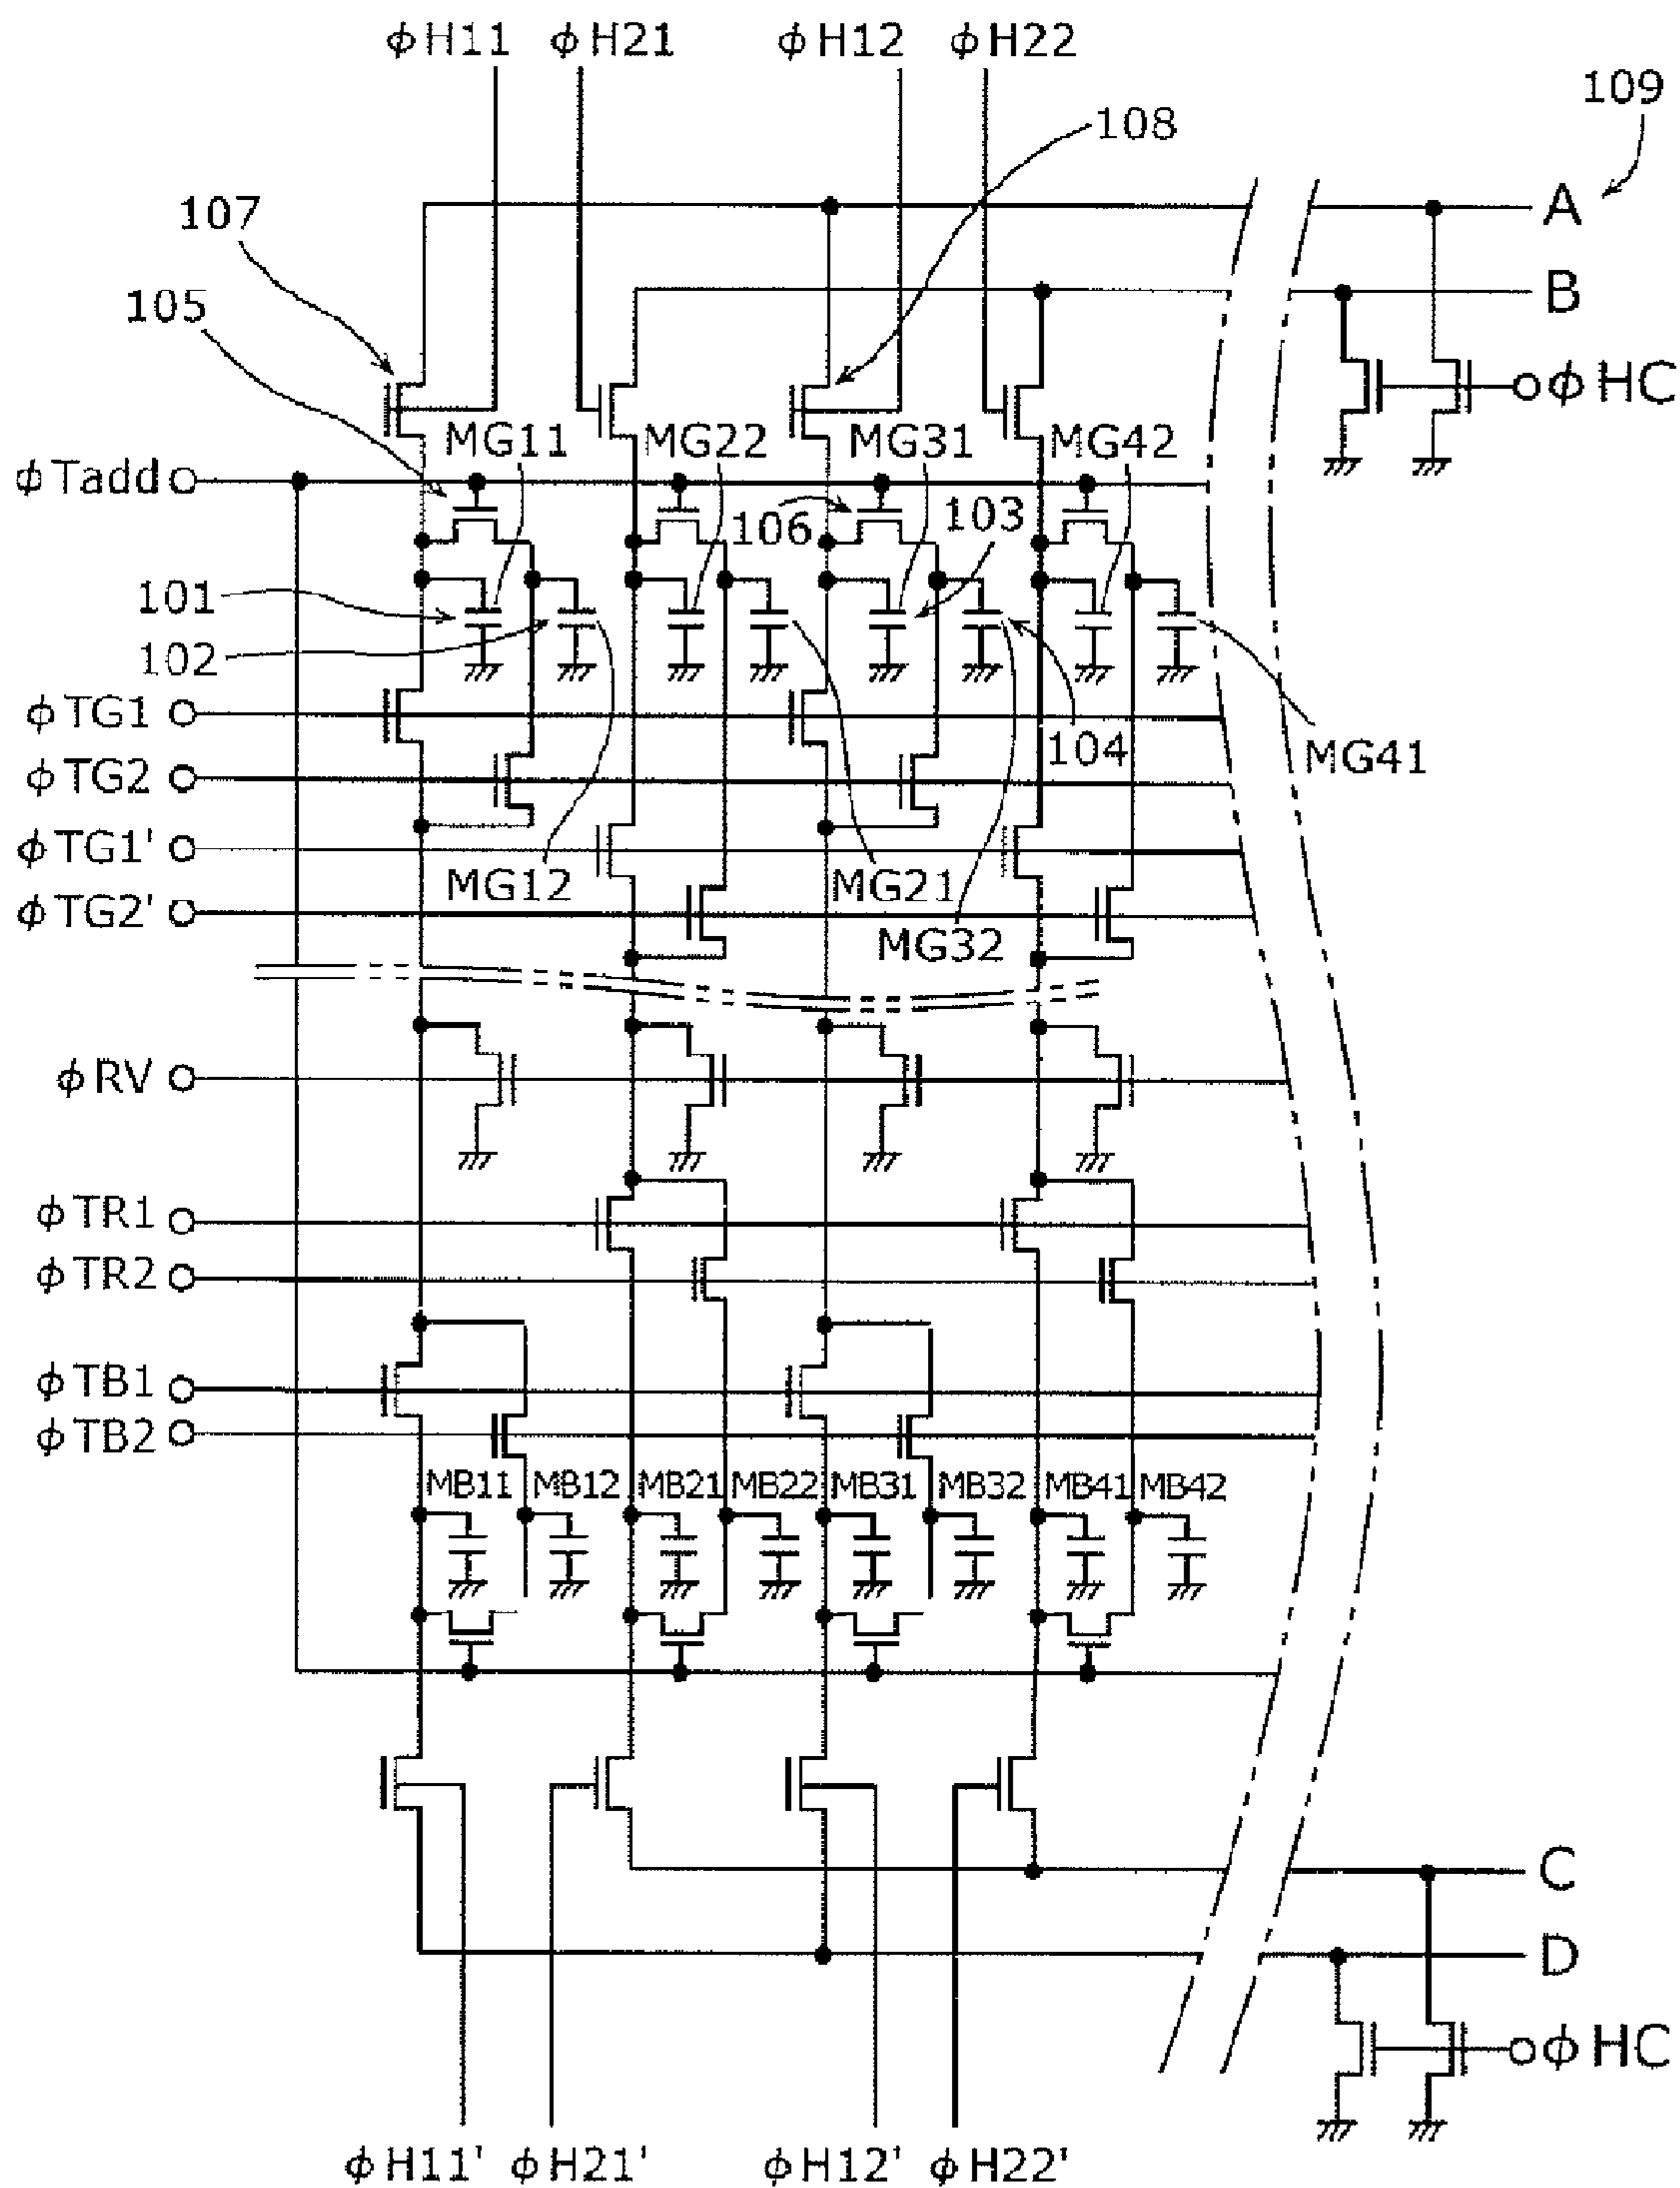 φH11 φH21 φH12 φH22
109
108
107
A
105
B
φHC
MG11 MG22 MG31 MG42
φTadd
106 103
101
102
φTG1
104
MG41
φTG2
φTG1'
MG12 MG21
φTG2'
MG32
φRV
φTR1
φTR2
φTB1
φTB2
MB11 MB12 MB21 MB22 MB31 MB32 MB41 MB42
C
D
φHC
φH11' φH21' φH12' φH22'